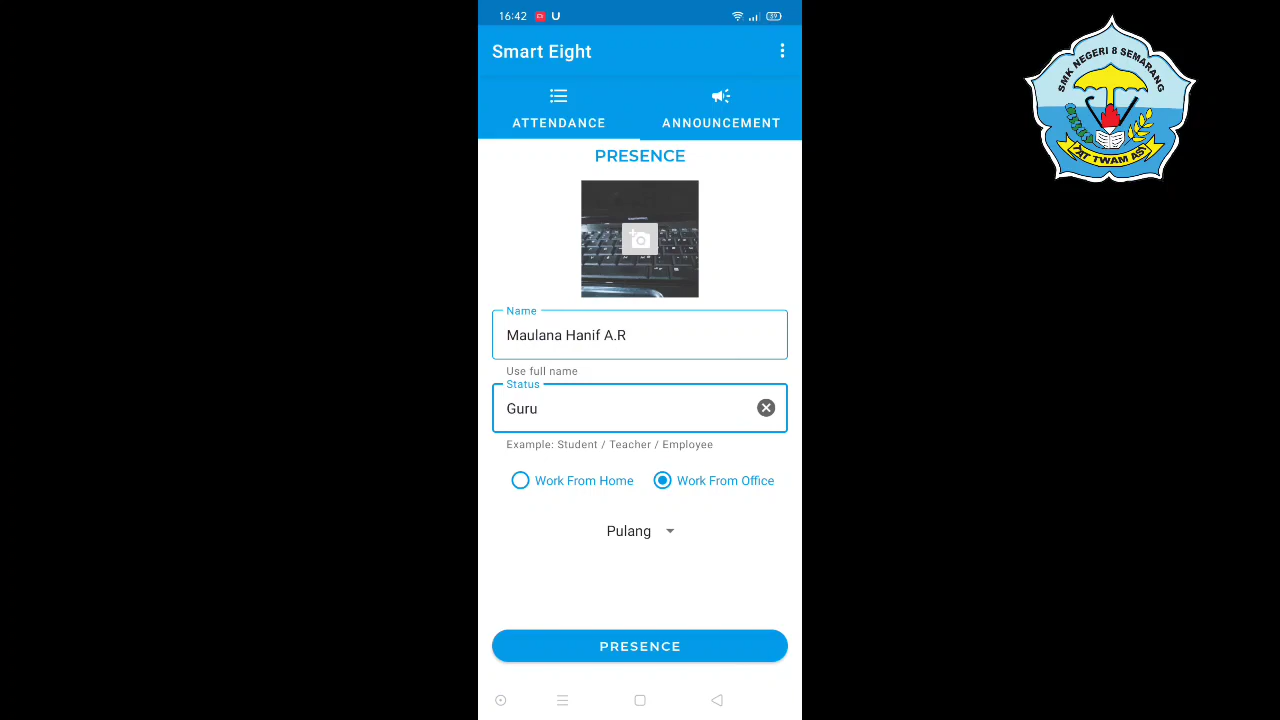 16:42
U
39
Smart Eight
ATTENDANCE
ANNOUNCEMENT
PRESENCE
Name
Maulana Hanif A.R
Use full name
Status
Guru
Example: Student / Teacher / Employee
Work From Home
Work From Office
Pulang
PRESENCE
SMK NEGERI 8 SEMARANG
TAT TWAM ASI